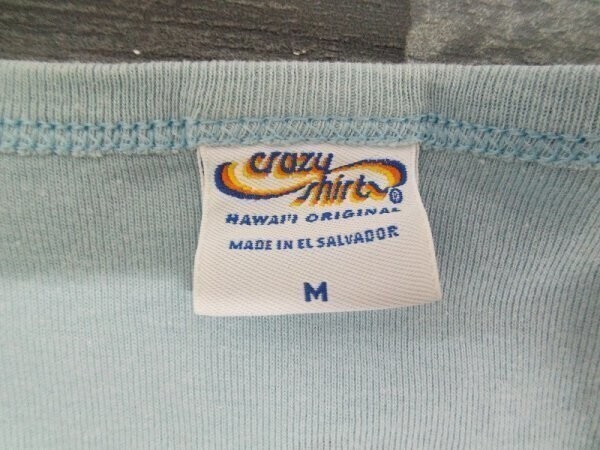 crazy
shirts®
HAWAI'I ORIGINAL
MADE IN EL SALVADOR
M